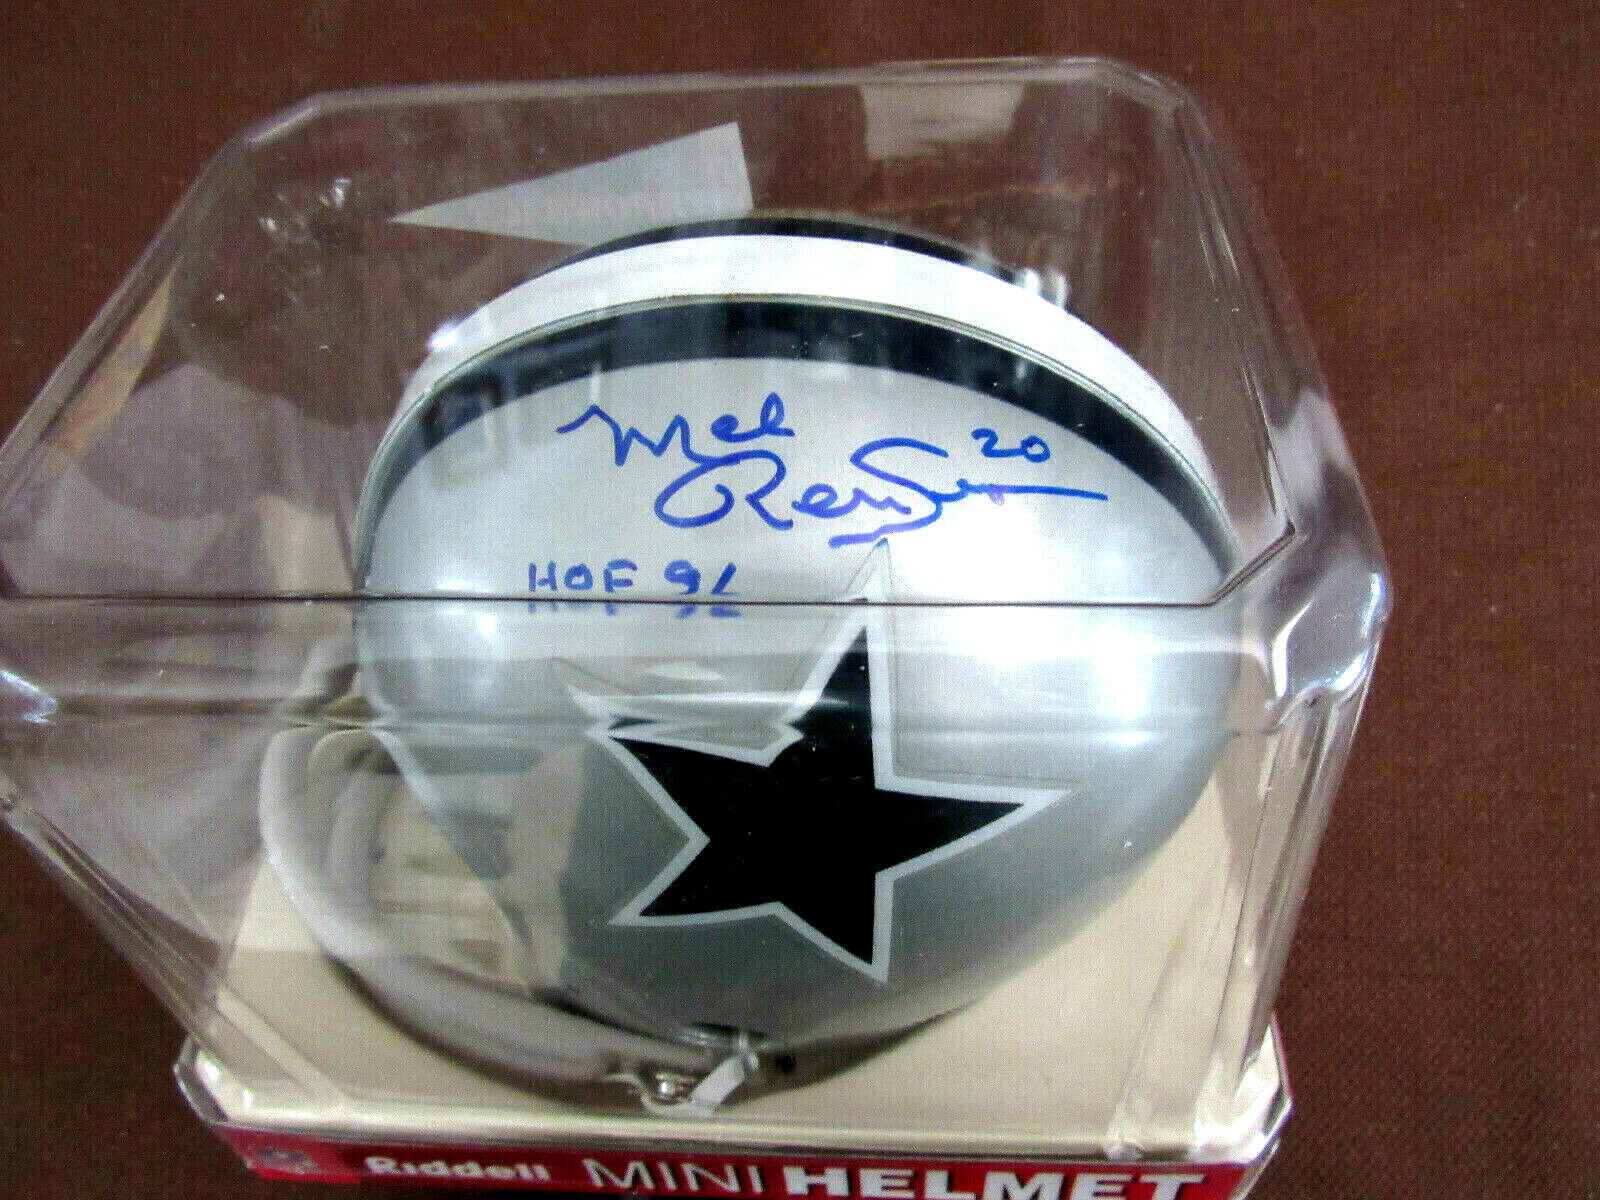 Mel
Renfro 20
HOF 96
Riddell MINI HELMET